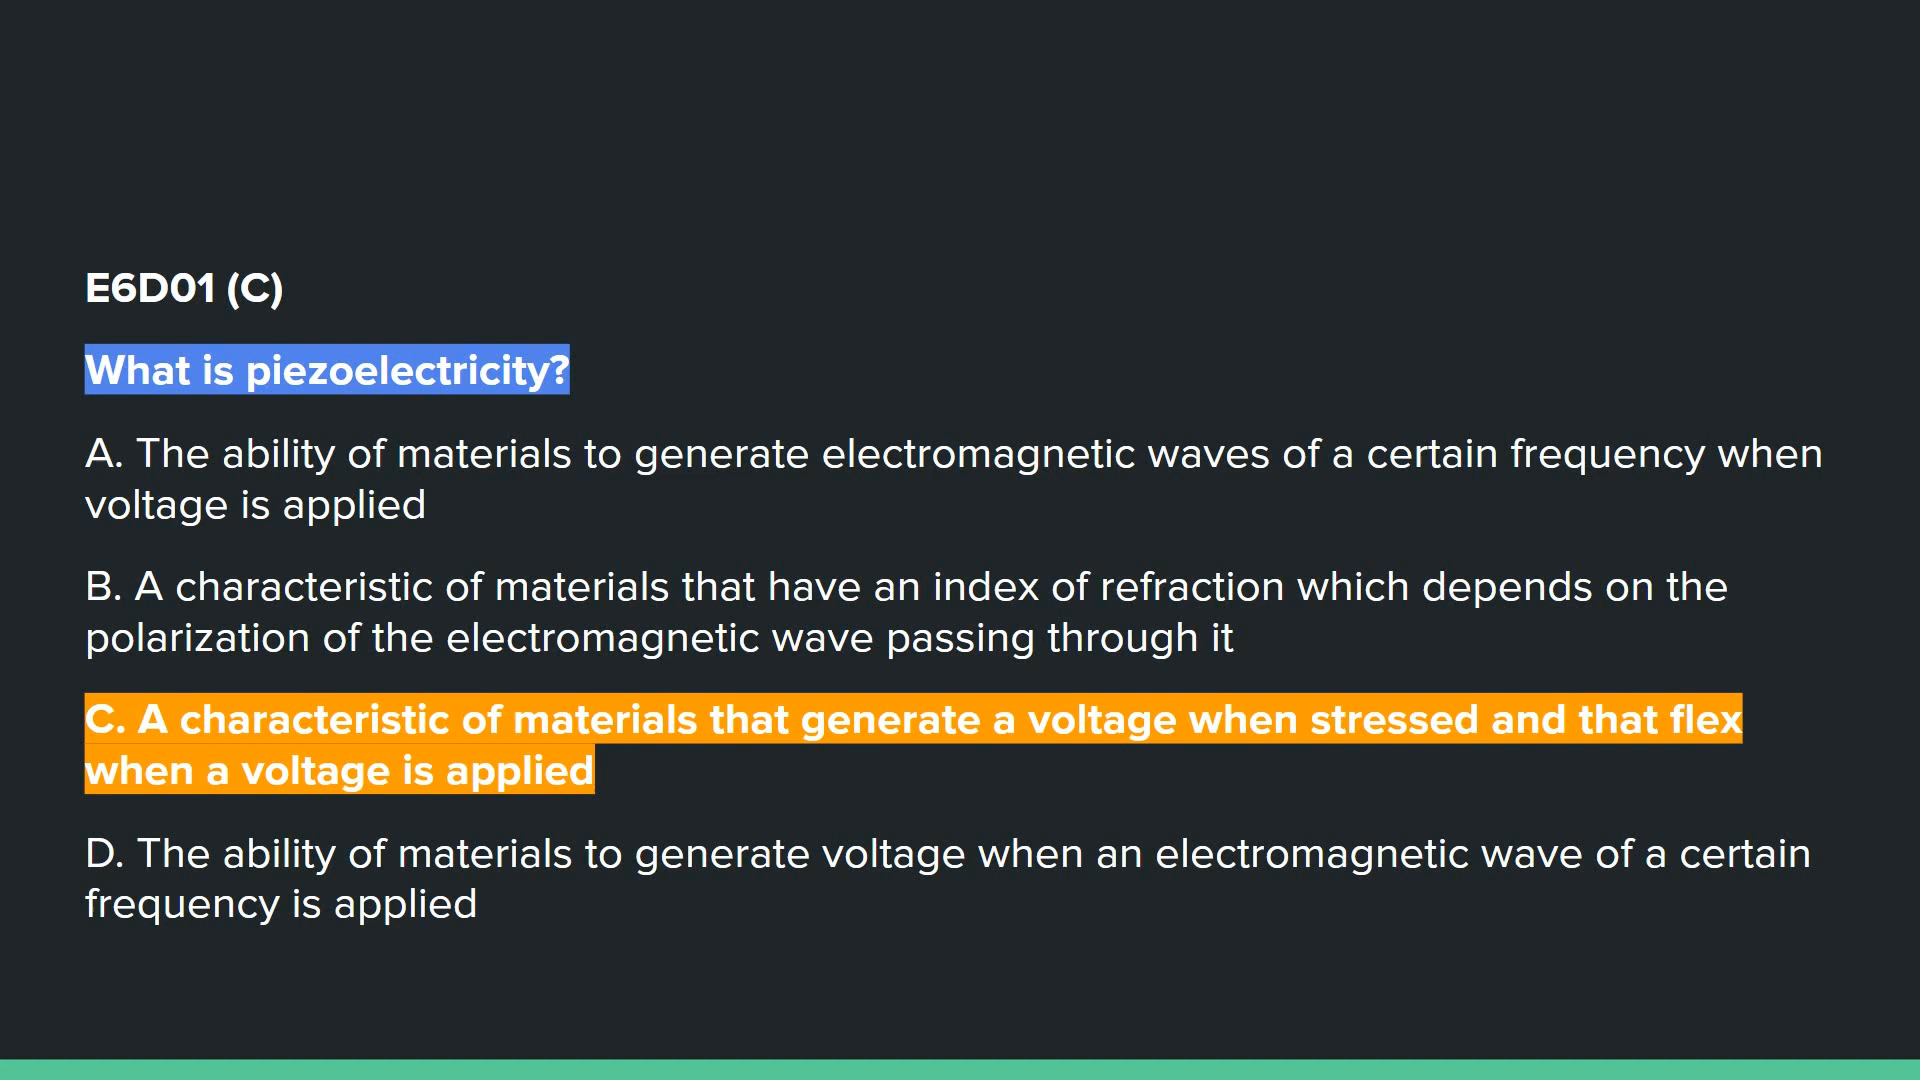 E6D01 (C)
What is piezoelectricity?
A. The ability of materials to generate electromagnetic waves of a certain frequency when
voltage is applied
B. A characteristic of materials that have an index of refraction which depends on the
polarization of the electromagnetic wave passing through it
C. A characteristic of materials that generate a voltage when stressed and that flex
when a voltage is applied
D. The ability of materials to generate voltage when an electromagnetic wave of a certain
frequency is applied